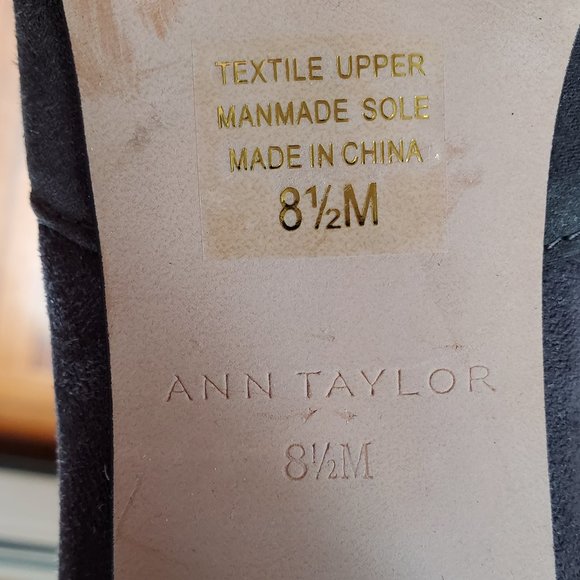 TEXTILE UPPER
MANMADE SOLE
MADE IN CHINA
8½M
ANN TAYLOR
8½M